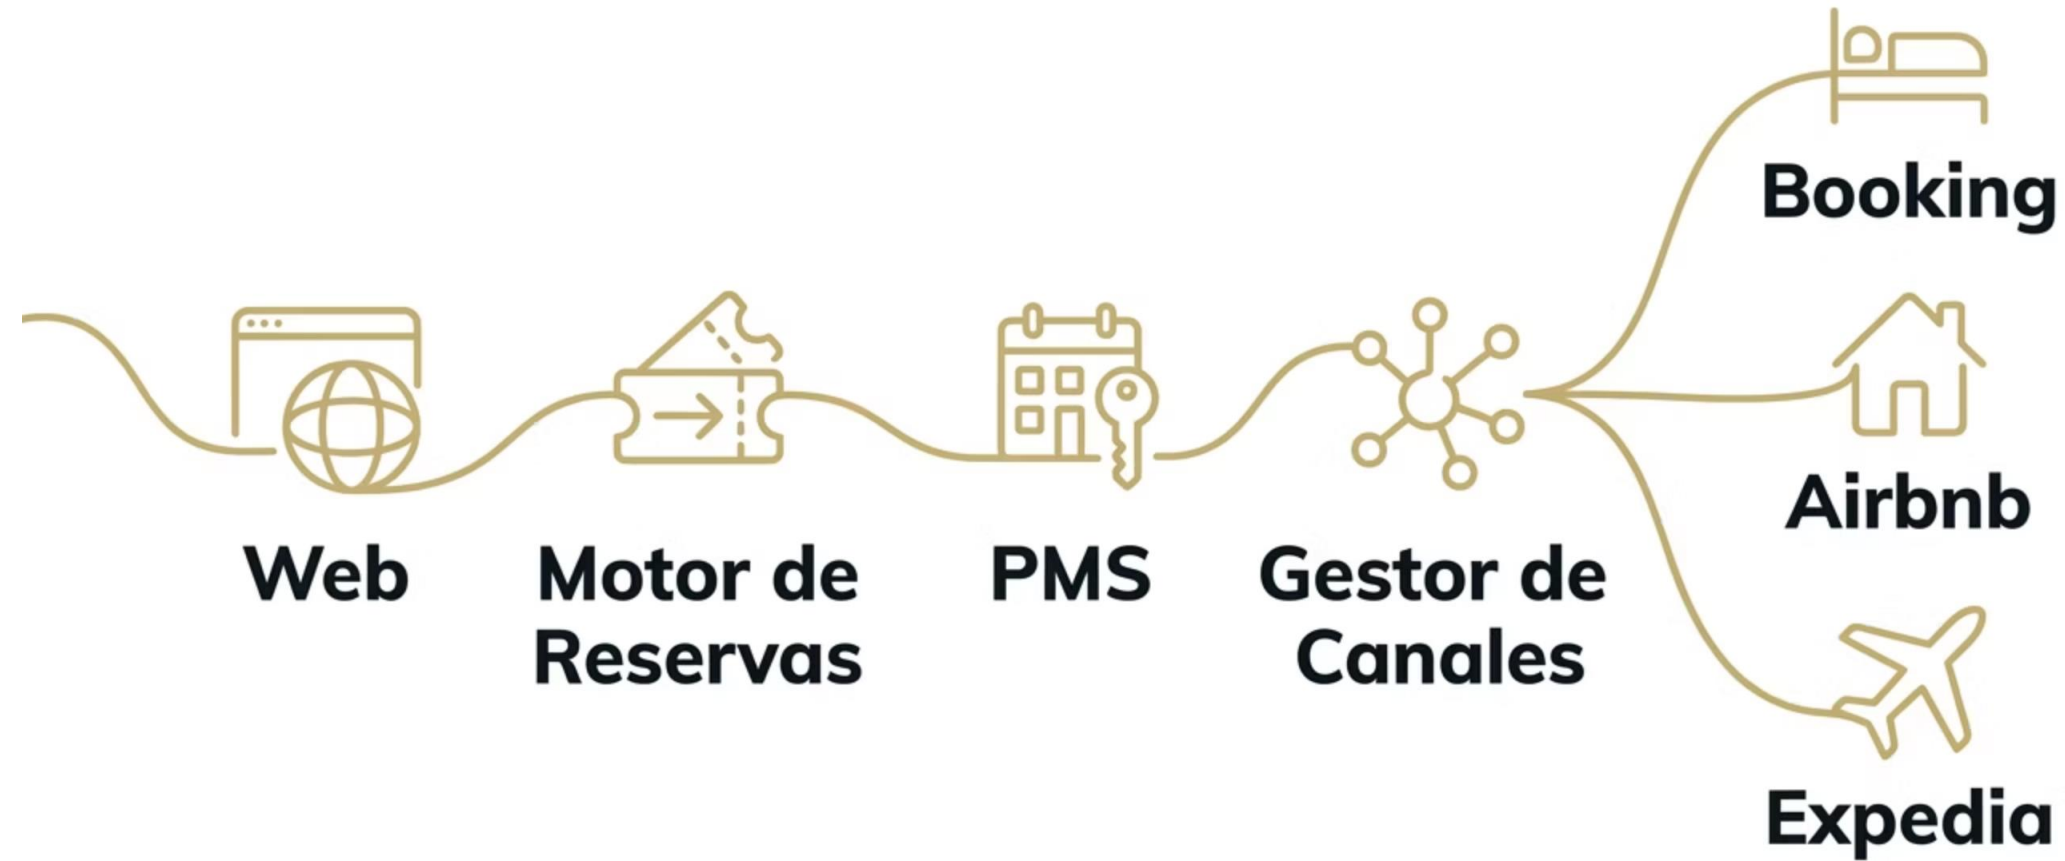 Web
Motor de
Reservas
PMS
Gestor de
Canales
Booking
Airbnb
Expedia